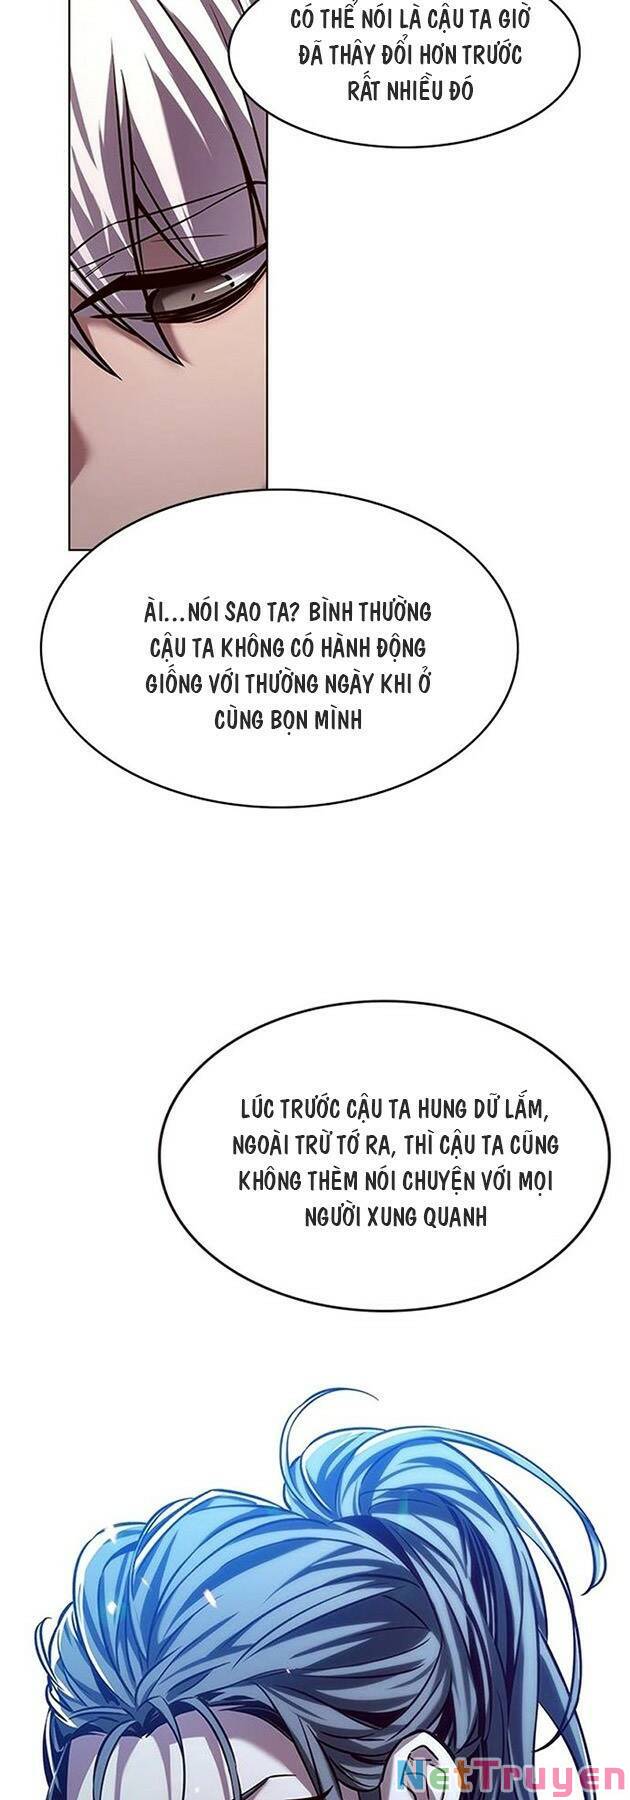 CÓ THỂ NÓI LÀ CẬU TA GIỜ
ĐÃ THÂY ĐỔI HƠN TRƯỚC
RẤT NHIỀU ĐÓ
ÀI...NÓI SAO TA? BÌNH THƯỜNG
CẬU TA KHÔNG CÓ HÀNH ĐỘNG
GIỐNG VỚI THƯỜNG NGÀY KHI Ở
CÙNG BỌN MÌNH
LÚC TRƯỚC CẬU TA HUNG DỮ LẮM,
NGOÀI TRỪ TỚ RA, THÌ CẬU TA CŨNG
KHÔNG THÈM NÓI CHUYỆN VỚI MỌI
NGƯỜI XUNG QUANH
NetTruyen